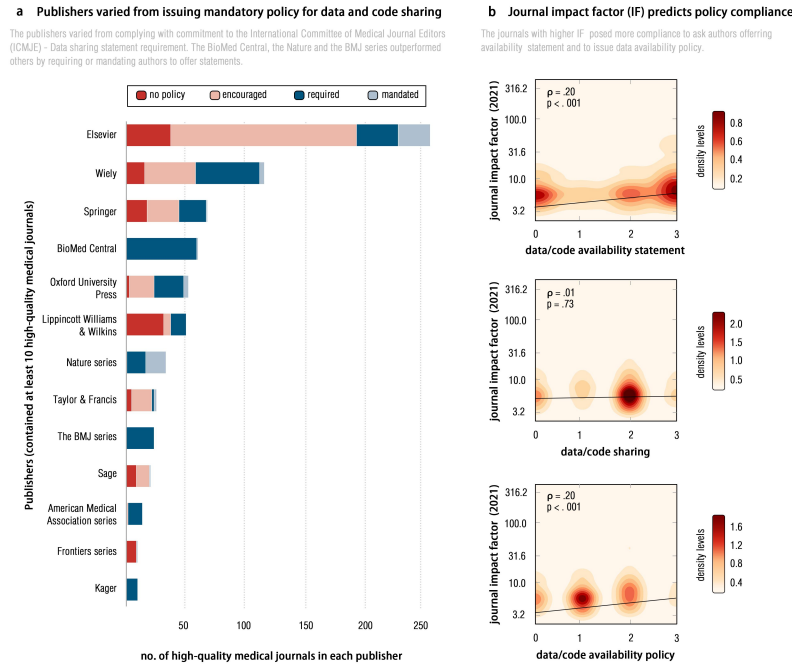 a Publishers varied from issuing mandatory policy for data and code sharing
The publishers varied from complying with commitment to the International Committee of Medical Journal Editors
(ICMJE) - Data sharing statement requirement. The BioMed Central, the Nature and the BMJ series outperformed
others by requiring or mandating authors to offer statements.
no policy encouraged required mandated
Publishers (contained at least 10 high-quality medical journals)
Elsevier
Wiely
Springer
BioMed Central
Oxford University
Press
Lippincott Williams
& Wilkins
Nature series
Taylor & Francis
The BMJ series
Sage
American Medical
Association series
Frontiers series
Kager
50 100 150 200 250
no. of high-quality medical journals in each publisher
b Journal impact factor (IF) predicts policy compliance
The journals with higher IF posed more compliance to ask authors offerring
availability statement and to issue data availability policy.
journal impact factor (2021)
316.2
100.0
31.6
10.0
3.2
ρ = .20
p < . 001
0 1 2 3
data/code availability statement
density levels
0.8
0.6
0.4
0.2
journal impact factor (2021)
316.2
100.0
31.6
10.0
3.2
ρ = .01
p = .73
0 1 2 3
data/code sharing
density levels
2.0
1.5
1.0
0.5
journal impact factor (2021)
316.2
100.0
31.6
10.0
3.2
ρ = .20
p < . 001
0 1 2 3
data/code availability policy
density levels
1.6
1.2
0.8
0.4